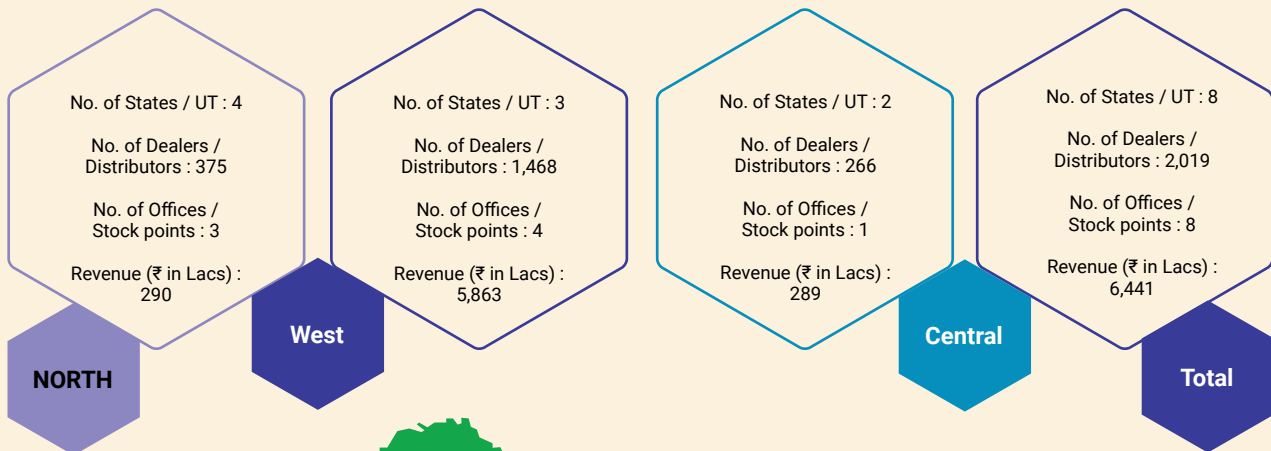 No. of States / UT : 4
No. of Dealers /
Distributors : 375
No. of Offices /
Stock points : 3
Revenue (₹ in Lacs) :
290
NORTH
No. of States / UT : 3
No. of Dealers /
Distributors : 1,468
No. of Offices /
Stock points : 4
Revenue (₹ in Lacs) :
5,863
West
No. of States / UT : 2
No. of Dealers /
Distributors : 266
No. of Offices /
Stock points : 1
Revenue (₹ in Lacs) :
289
Central
No. of States / UT : 8
No. of Dealers /
Distributors : 2,019
No. of Offices /
Stock points : 8
Revenue (₹ in Lacs) :
6,441
Total